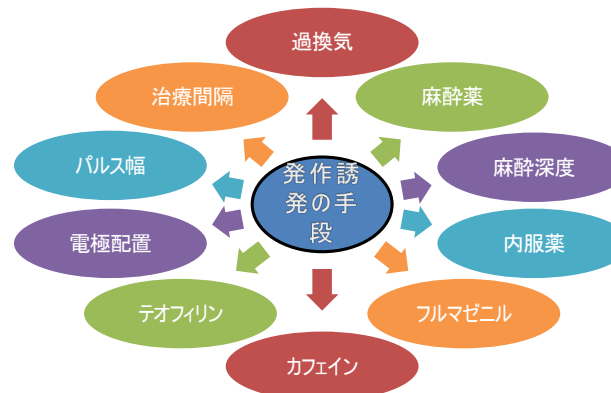 過換気
治療間隔
麻酔薬
パルス幅
発作誘
発の手
段
麻酔深度
電極配置
内服薬
テオフィリン
フルマゼニル
カフェイン